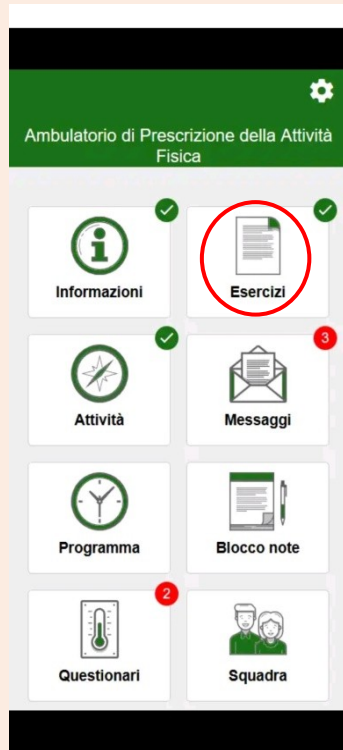 Ambulatorio di Prescrizione della Attività
Fisica
Informazioni
Esercizi
Attività
3
Messaggi
Programma
Blocco note
2
Questionari
Squadra